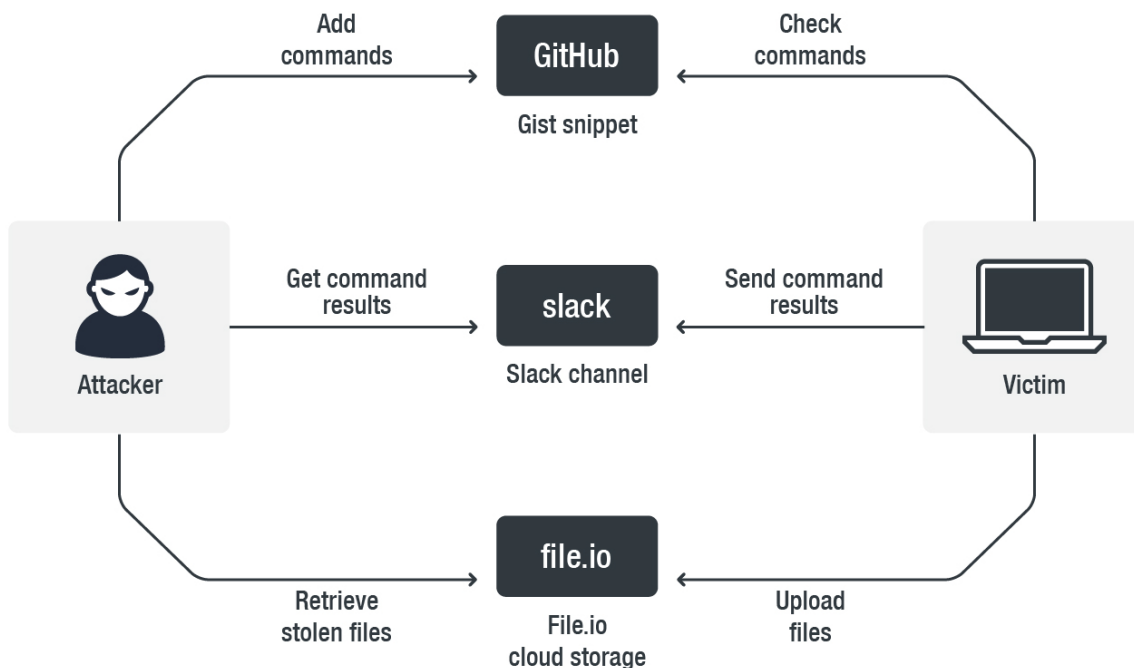 Add
commands
GitHub
Check
commands
Gist snippet
Get command
results
slack
Send command
results
Attacker
Slack channel
Victim
file.io
Retrieve
stolen files
File.io
cloud storage
Upload
files